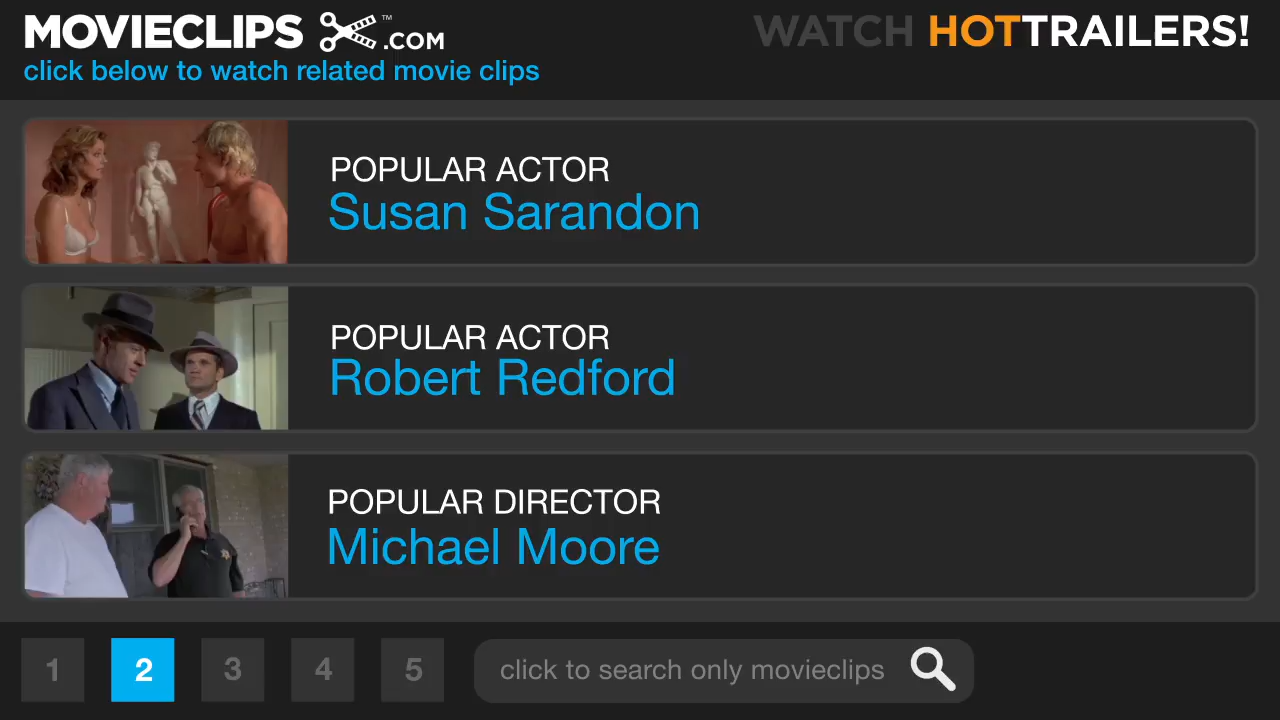 MOVIECLIPS ™ .COM
WATCH HOTTRAILERS!
click below to watch related movie clips
POPULAR ACTOR
Susan Sarandon
POPULAR ACTOR
Robert Redford
POPULAR DIRECTOR
Michael Moore
1 2 3 4 5 click to search only movieclips